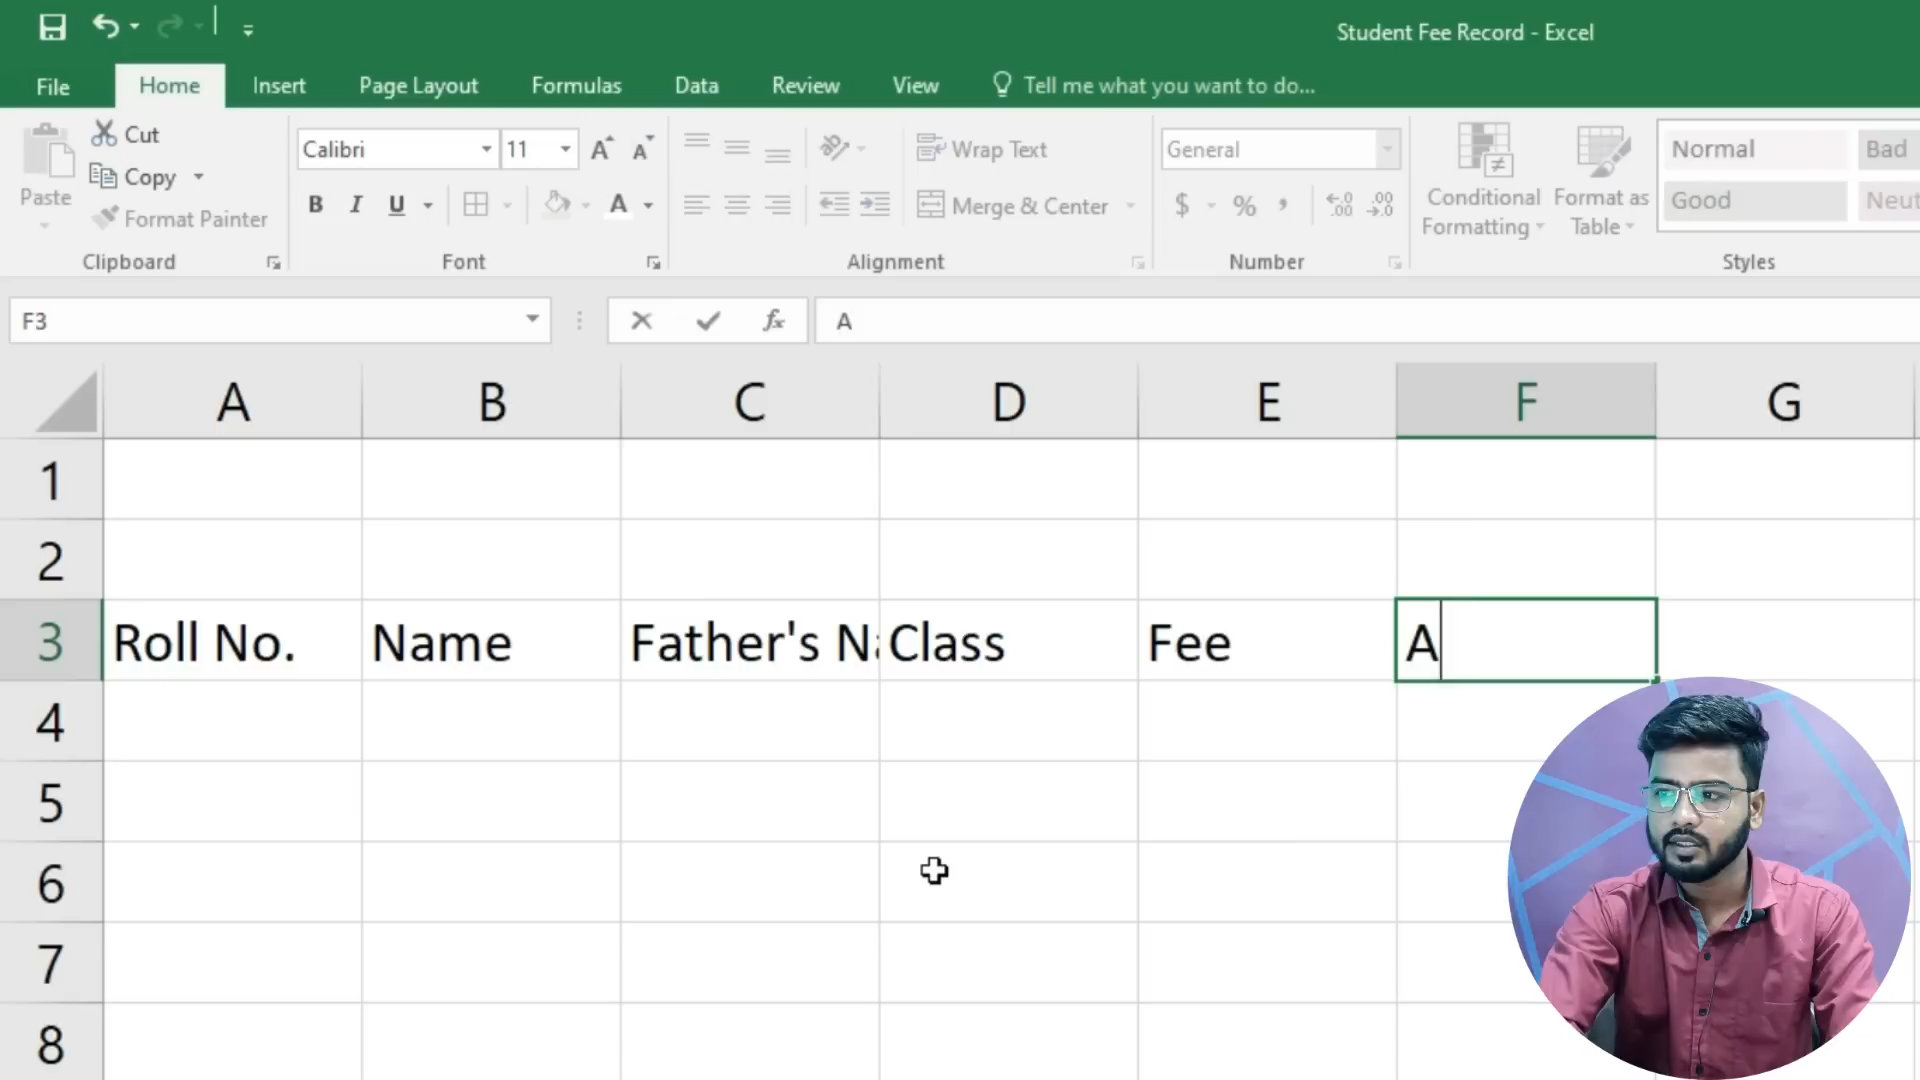 Student Fee Record - Excel
File Home Insert Page Layout Formulas Data Review View Tell me what you want to do...
Cut
Copy
Format Painter
Paste
Clipboard
Calibri 11
B I U A
Font
Wrap Text
Merge & Center
Alignment
General
$ % ,
Number
Conditional Formatting
Format as Table
Normal Bad
Good Neut
Styles
F3 fx A
A B C D E F G
1
2
3 Roll No. Name Father's Na Class Fee A
4
5
6
7
8